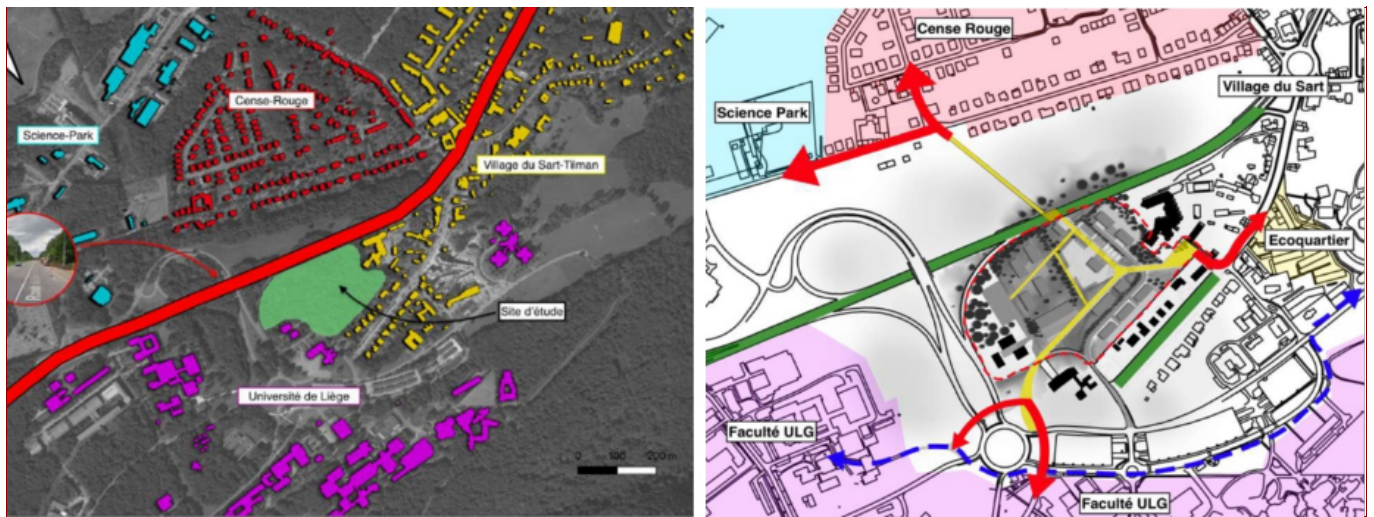 Cense-Rouge
Science-Park
Village du Sart-Tilman
Site d'étude
Université de Liège
0 100 200 m
Cense Rouge
Village du Sart
Science Park
Ecoquartier
Faculté ULG
Faculté ULG